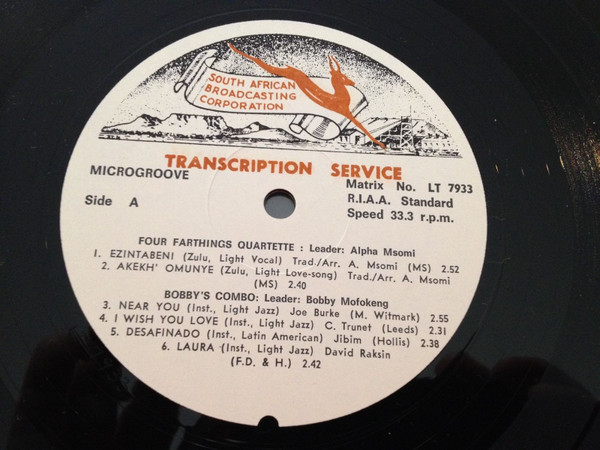 SOUTH AFRICAN
BROADCASTING
CORPORATION
TRANSCRIPTION SERVICE
MICROGROOVE
Matrix No. LT 7933
Side A
R.I.A.A. Standard
Speed 33.3 r.p.m.
FOUR FARTHINGS QUARTETTE : Leader: Alpha Msomi
1. EZINTABENI (Zulu, Light Vocal) Trad./Arr. A. Msomi (MS) 2.52
2. AKEKH' OMUNYE (Zulu, Light Love-song) Trad./Arr. A. Msomi
(MS) 2.40
BOBBY'S COMBO: Leader: Bobby Mofokeng
3. NEAR YOU (Inst., Light Jazz) Joe Burke (M. Witmark) 2.55
4. I WISH YOU LOVE (Inst., Light Jazz) C. Trunet (Leeds) 2.31
5. DESAFINADO (Inst., Latin American) Jibim (Hollis) 2.38
6. LAURA (Inst., Light Jazz) David Raksin
(F.D. & H.) 2.42